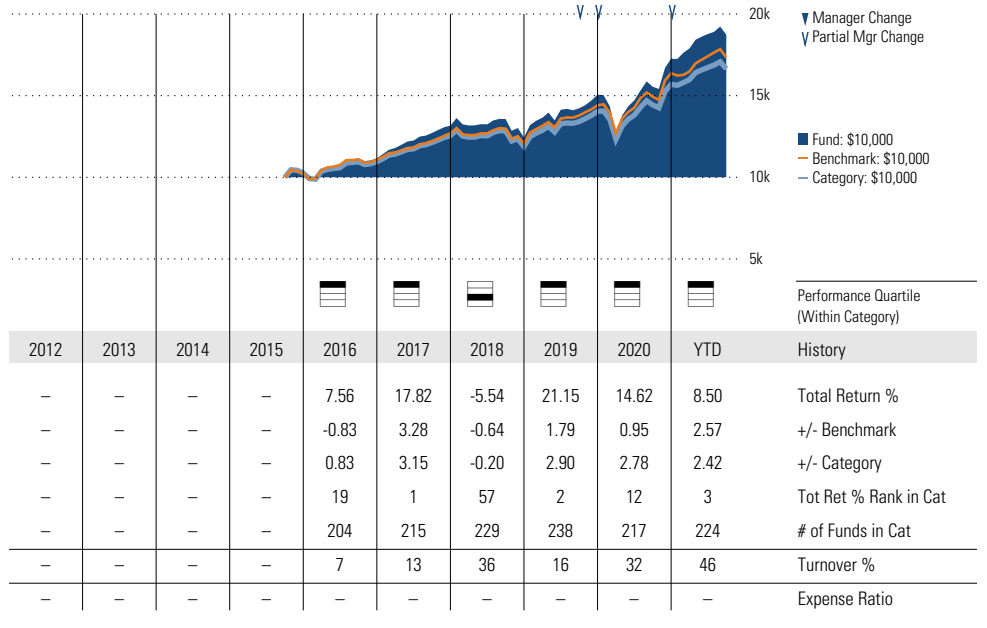 20k
15k
10k
5k
Manager Change
Partial Mgr Change
Fund: $10,000
Benchmark: $10,000
Category: $10,000
Performance Quartile
(Within Category)
2012 2013 2014 2015 2016 2017 2018 2019 2020 YTD History
– – – – 7.56 17.82 -5.54 21.15 14.62 8.50 Total Return %
– – – – -0.83 3.28 -0.64 1.79 0.95 2.57 +/- Benchmark
– – – – 0.83 3.15 -0.20 2.90 2.78 2.42 +/- Category
– – – – 19 1 57 2 12 3 Tot Ret % Rank in Cat
– – – – 204 215 229 238 217 224 # of Funds in Cat
– – – – 7 13 36 16 32 46 Turnover %
– – – – – – – – – – Expense Ratio